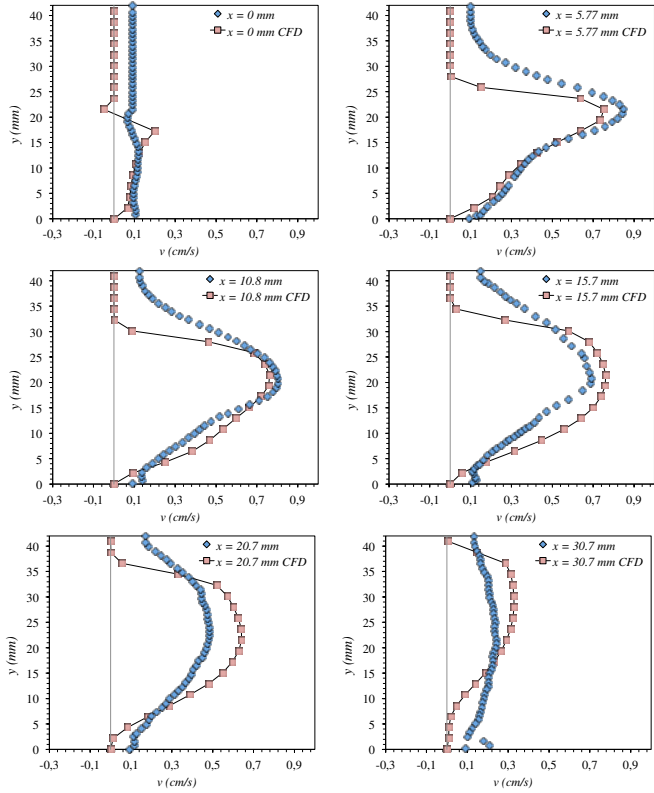 x = 0 mm
x = 0 mm CFD
y (mm)
40
35
30
25
20
15
10
5
0
-0,3 -0,1 0,1 0,3 0,5 0,7 0,9
v (cm/s)
x = 5.77 mm
x = 5.77 mm CFD
y (mm)
40
35
30
25
20
15
10
5
0
-0,3 -0,1 0,1 0,3 0,5 0,7 0,9
v (cm/s)
x = 10.8 mm
x = 10.8 mm CFD
y (mm)
40
35
30
25
20
15
10
5
0
-0,3 -0,1 0,1 0,3 0,5 0,7 0,9
v (cm/s)
x = 15.7 mm
x = 15.7 mm CFD
y (mm)
40
35
30
25
20
15
10
5
0
-0,3 -0,1 0,1 0,3 0,5 0,7 0,9
v (cm/s)
x = 20.7 mm
x = 20.7 mm CFD
y (mm)
40
35
30
25
20
15
10
5
0
-0,3 -0,1 0,1 0,3 0,5 0,7 0,9
v (cm/s)
x = 30.7 mm
x = 30.7 mm CFD
y (mm)
40
35
30
25
20
15
10
5
0
-0,3 -0,1 0,1 0,3 0,5 0,7 0,9
v (cm/s)